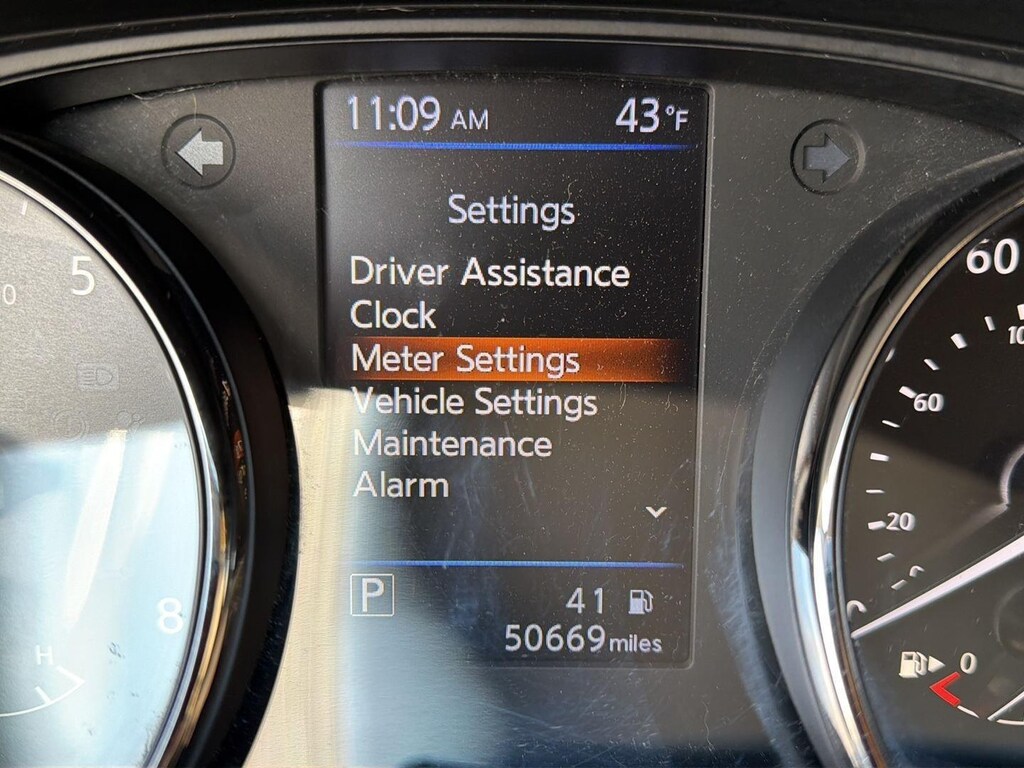 11:09 AM 43°F
Settings
Driver Assistance
Clock
Meter Settings
Vehicle Settings
Maintenance
Alarm
P 41
50669 miles
5
8
H
60
60
20
0